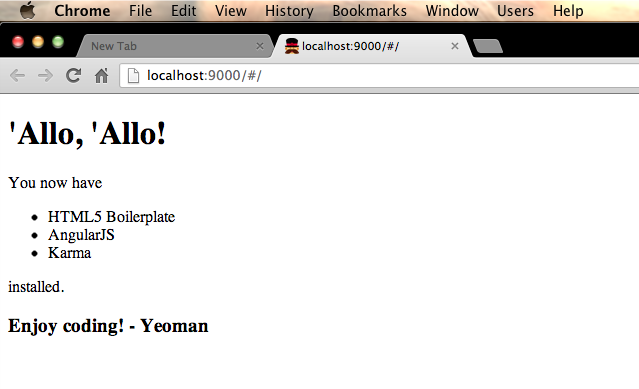 Chrome File Edit View History Bookmarks Window Users Help
New Tab localhost:9000/#/
localhost:9000/#/
'Allo, 'Allo!
You now have
HTML5 Boilerplate
AngularJS
Karma
installed.
Enjoy coding! - Yeoman